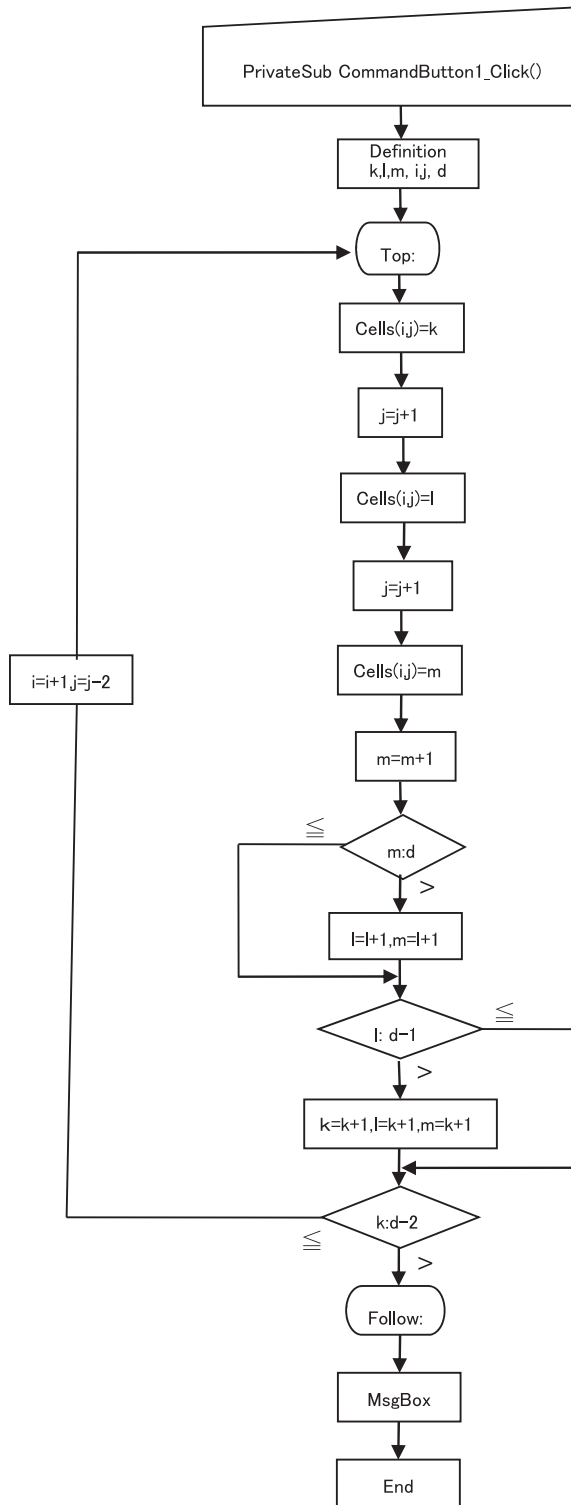 PrivateSub CommandButton1_Click()
Definition
k,l,m, i,j, d
Top:
Cells(i,j)=k
j=j+1
Cells(i,j)=l
j=j+1
i=i+1,j=j-2
Cells(i,j)=m
m=m+1
≦
m:d
>
l=l+1,m=l+1
l: d-1
≦
>
k=k+1,l=k+1,m=k+1
k:d-2
≦
>
Follow:
MsgBox
End